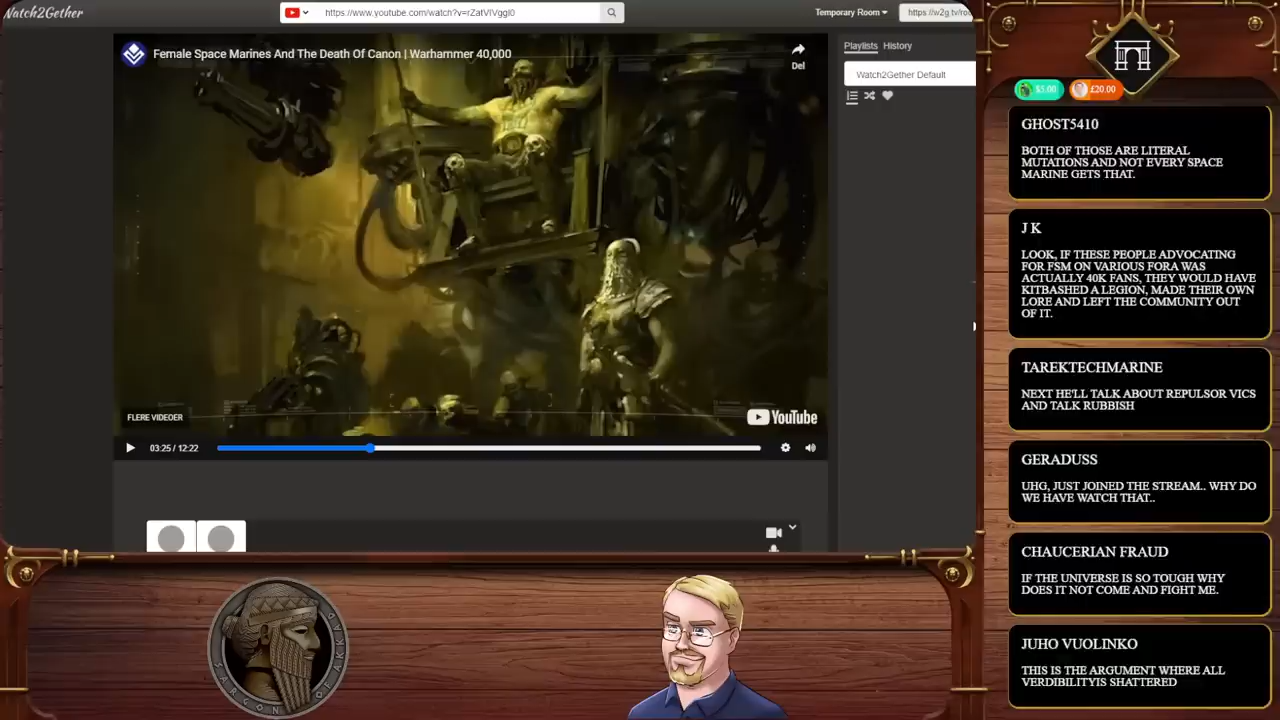 Watch2Gether
https://www.youtube.com/watch?v=rZatVIVggI0
Temporary Room
https://w2g.tv/roo
Female Space Marines And The Death Of Canon | Warhammer 40,000
Del
Playlists History
Watch2Gether Default
FLERE VIDEOER
YouTube
03:25 / 12:22
SARGON OF AKKAD
$5.00
£20.00
GHOST5410
BOTH OF THOSE ARE LITERAL
MUTATIONS AND NOT EVERY SPACE
MARINE GETS THAT.
J K
LOOK, IF THESE PEOPLE ADVOCATING
FOR FSM ON VARIOUS FORA WAS
ACTUALLY 40K FANS, THEY WOULD HAVE
KITBASHED A LEGION, MADE THEIR OWN
LORE AND LEFT THE COMMUNITY OUT
OF IT.
TAREKTECHMARINE
NEXT HE'LL TALK ABOUT REPULSOR VICS
AND TALK RUBBISH
GERADUSS
UHG, JUST JOINED THE STREAM.. WHY DO
WE HAVE WATCH THAT..
CHAUCERIAN FRAUD
IF THE UNIVERSE IS SO TOUGH WHY
DOES IT NOT COME AND FIGHT ME.
JUHO VUOLINKO
THIS IS THE ARGUMENT WHERE ALL
VERDIBILITYIS SHATTERED